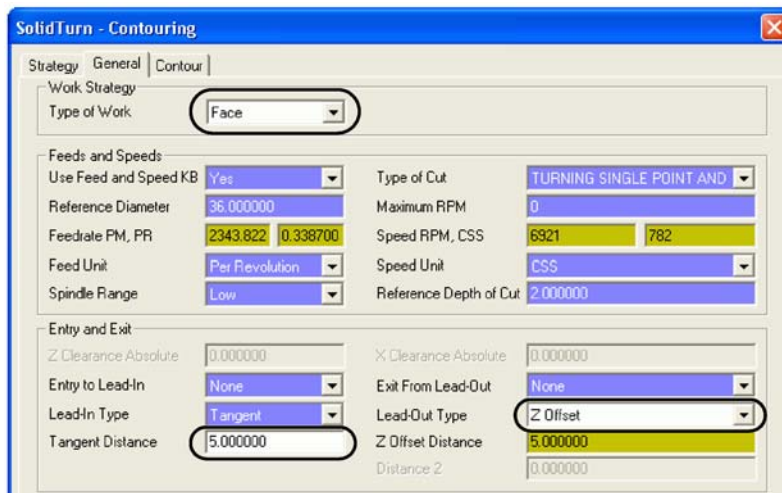 SolidTurn - Contouring
Strategy General Contour
Work Strategy
Type of Work Face
Feeds and Speeds
Use Feed and Speed KB Yes Type of Cut TURNING SINGLE POINT AND
Reference Diameter 36.000000 Maximum RPM 0
Feedrate PM, PR 2343.822 0.338700 Speed RPM, CSS 6921 782
Feed Unit Per Revolution Speed Unit CSS
Spindle Range Low Reference Depth of Cut 2.000000
Entry and Exit
Z Clearance Absolute 0.000000 X Clearance Absolute 0.000000
Entry to Lead-In None Exit From Lead-Out None
Lead-In Type Tangent Lead-Out Type Z Offset
Tangent Distance 5.000000 Z Offset Distance 5.000000
Distance 2 0.000000